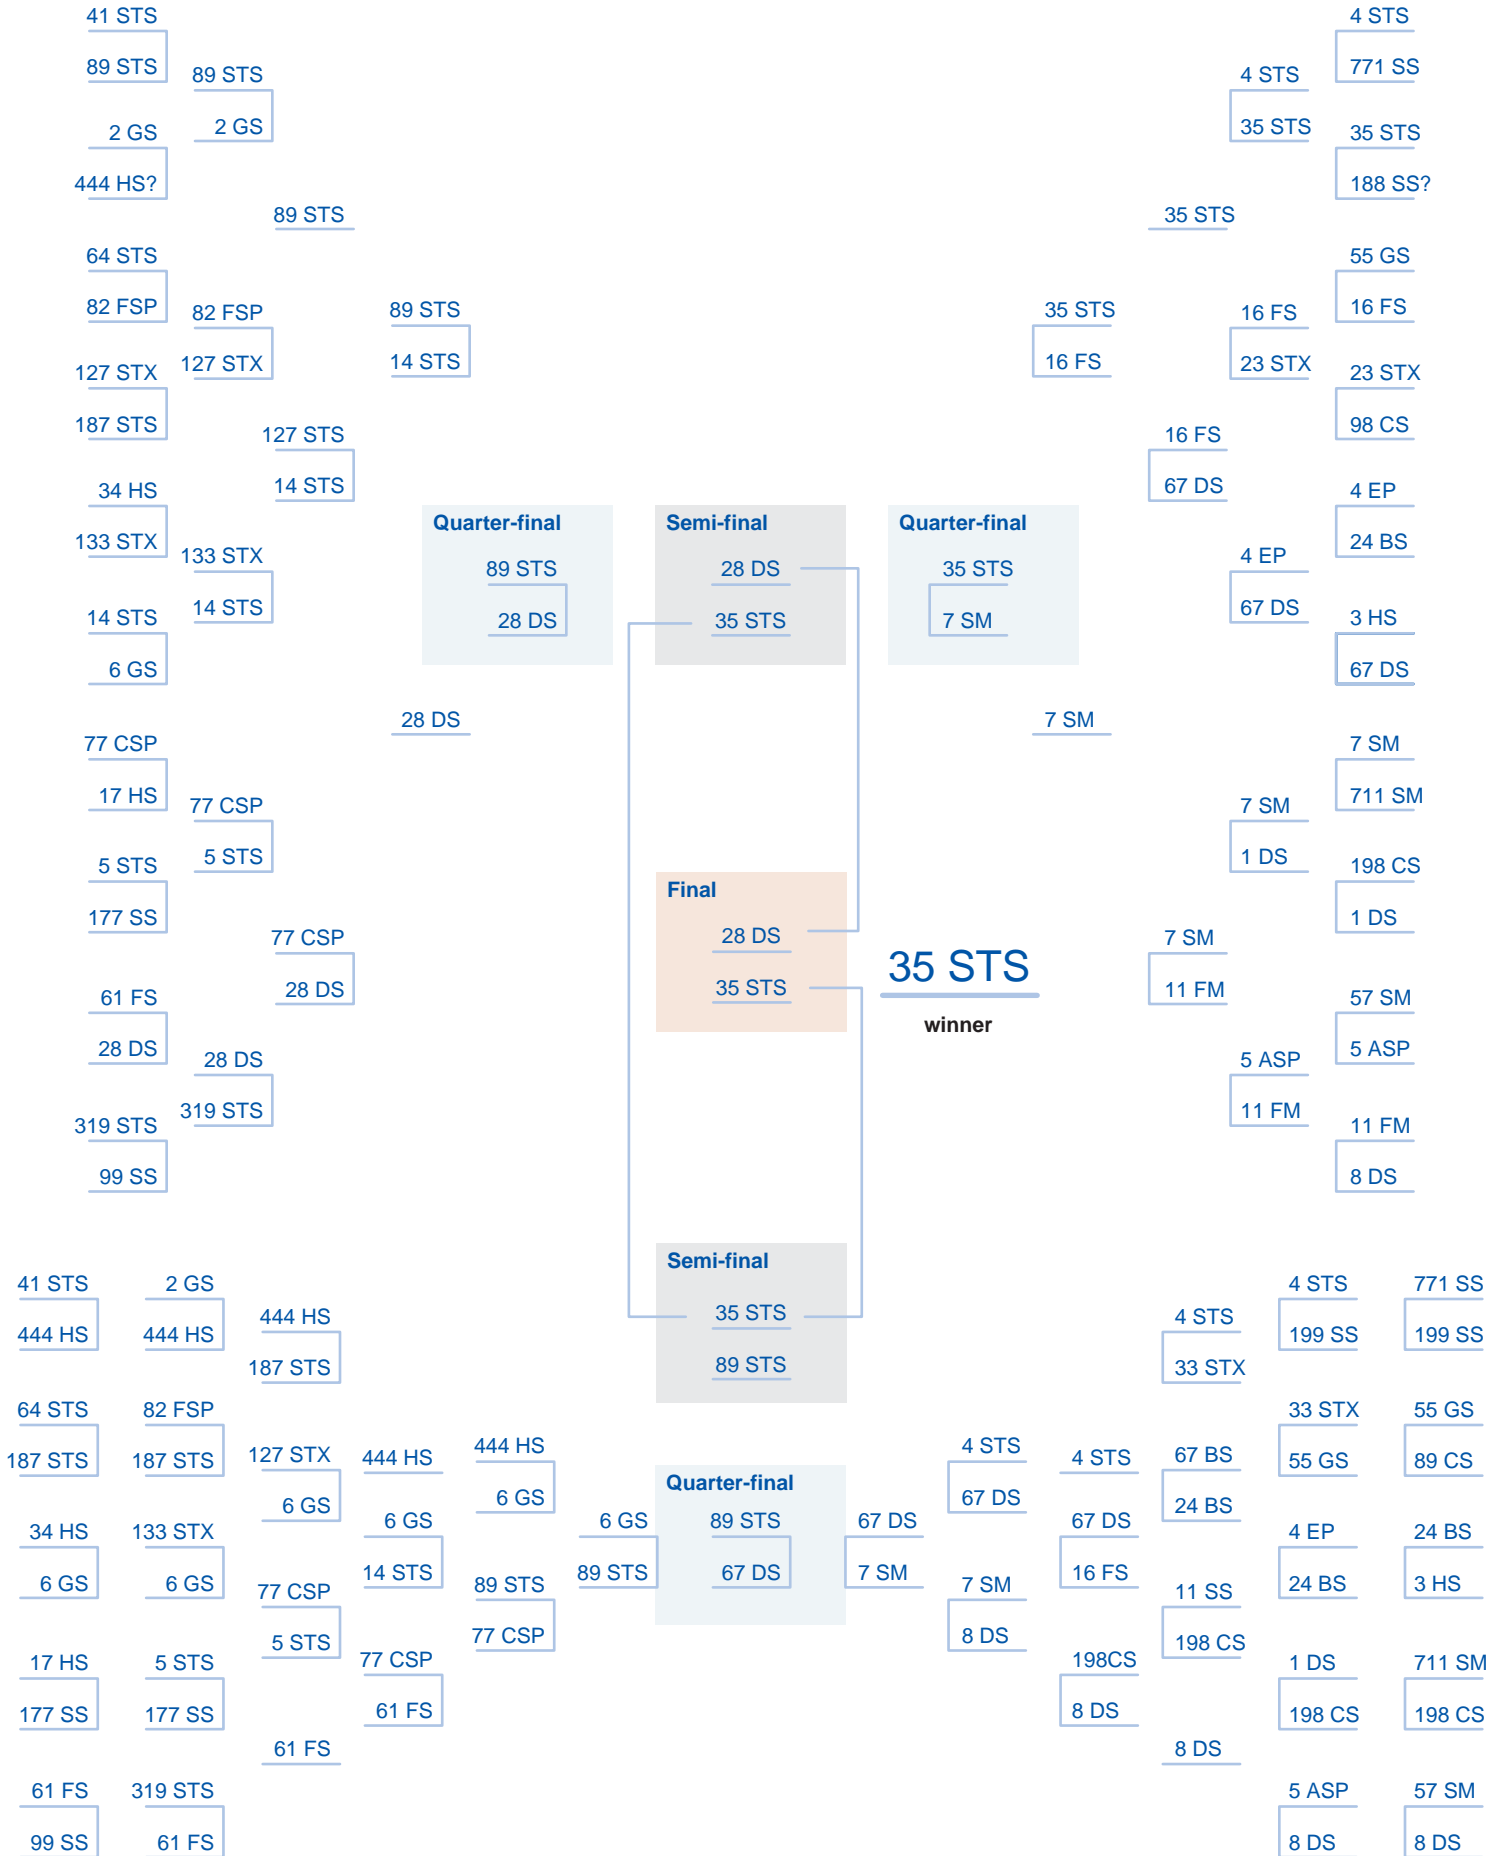 41 STS
89 STS
2 GS
444 HS?
64 STS
82 FSP
127 STX
187 STS
34 HS
133 STX
14 STS
6 GS
77 CSP
17 HS
5 STS
177 SS
61 FS
28 DS
319 STS
99 SS
89 STS
2 GS
82 FSP
127 STX
133 STX
14 STS
77 CSP
5 STS
28 DS
319 STS
89 STS
127 STS
14 STS
77 CSP
28 DS
89 STS
14 STS
28 DS
Quarter-final
89 STS
28 DS
Semi-final
28 DS
35 STS
Quarter-final
35 STS
7 SM
Final
28 DS
35 STS
35 STS
winner
Semi-final
35 STS
89 STS
35 STS
16 FS
7 SM
35 STS
16 FS
67 DS
7 SM
11 FM
4 STS
35 STS
16 FS
23 STX
4 EP
67 DS
7 SM
1 DS
5 ASP
11 FM
4 STS
771 SS
35 STS
188 SS?
55 GS
16 FS
23 STX
98 CS
4 EP
24 BS
3 HS
67 DS
7 SM
711 SM
198 CS
1 DS
57 SM
5 ASP
11 FM
8 DS
41 STS
444 HS
64 STS
187 STS
34 HS
6 GS
17 HS
177 SS
61 FS
99 SS
2 GS
444 HS
82 FSP
187 STS
133 STX
6 GS
5 STS
177 SS
319 STS
61 FS
444 HS
187 STS
127 STX
6 GS
77 CSP
5 STS
61 FS
444 HS
6 GS
14 STS
77 CSP
61 FS
444 HS
6 GS
89 STS
77 CSP
6 GS
89 STS
Quarter-final
89 STS
67 DS
67 DS
7 SM
4 STS
67 DS
7 SM
8 DS
4 STS
67 DS
16 FS
198CS
8 DS
4 STS
33 STX
67 BS
24 BS
11 SS
198 CS
8 DS
4 STS
199 SS
33 STX
55 GS
4 EP
24 BS
1 DS
198 CS
5 ASP
8 DS
771 SS
199 SS
55 GS
89 CS
24 BS
3 HS
711 SM
198 CS
57 SM
8 DS